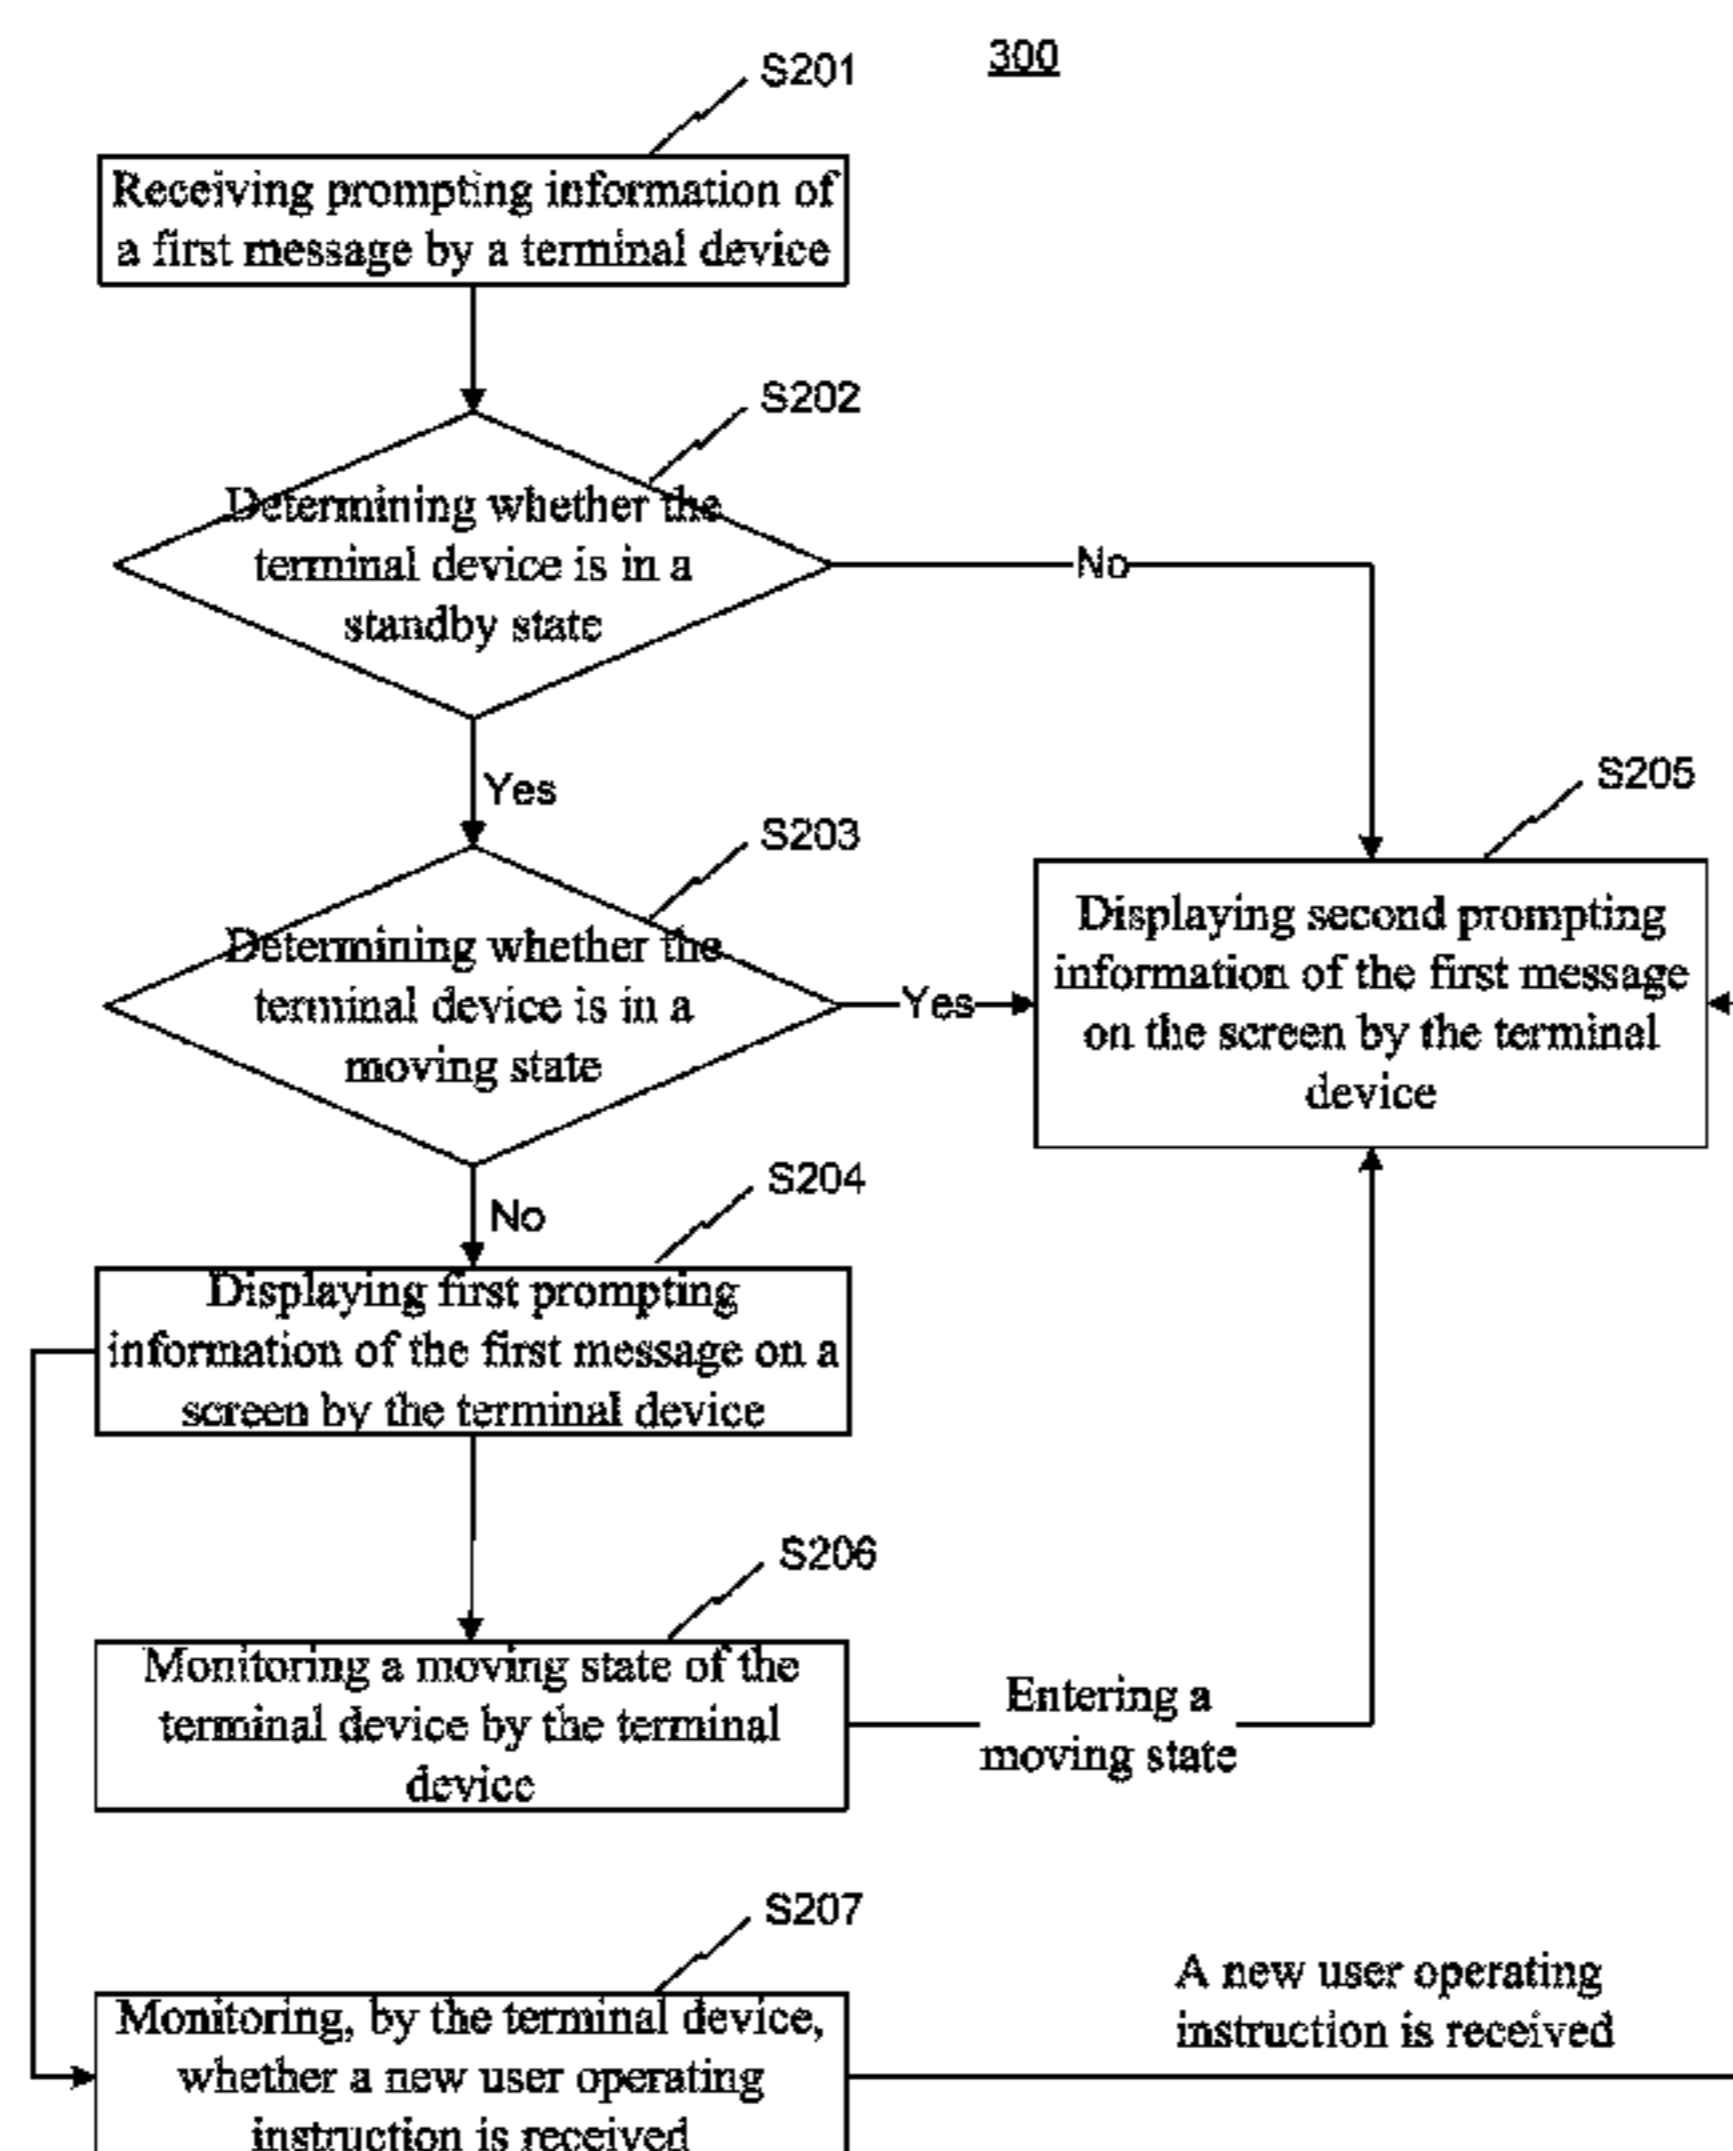 300
S201
Receiving prompting information of
a first message by a terminal device
S202
Determining whether the
terminal device is in a
standby state
No
Yes
S203
Determining whether the
terminal device is in a
moving state
Yes
S205
Displaying second prompting
information of the first message
on the screen by the terminal
device
No
S204
Displaying first prompting
information of the first message on a
screen by the terminal device
S206
Monitoring a moving state of the
terminal device by the terminal
device
Entering a
moving state
S207
Monitoring, by the terminal device,
whether a new user operating
instruction is received
A new user operating
instruction is received